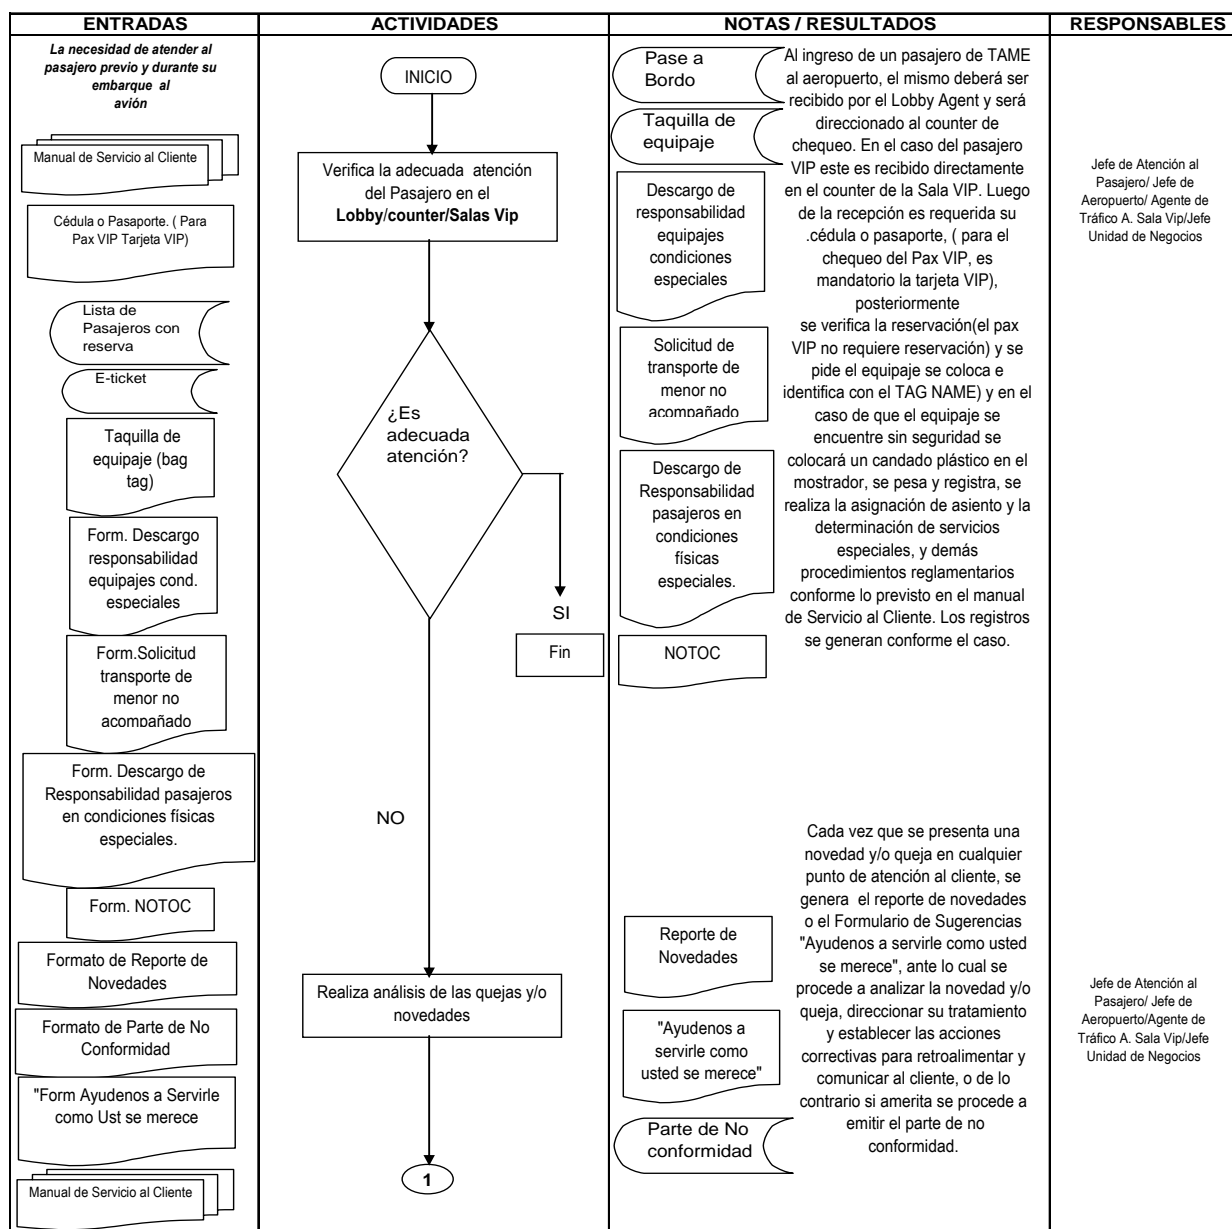 ENTRADAS
ACTIVIDADES
NOTAS / RESULTADOS
RESPONSABLES
La necesidad de atender al
pasajero previo y durante su
embarque al
avión
Manual de Servicio al Cliente
Cédula o Pasaporte. ( Para
Pax VIP Tarjeta VIP)
Lista de
Pasajeros con
reserva
E-ticket
Taquilla de
equipaje (bag
tag)
Form. Descargo
responsabilidad
equipajes cond.
especiales
Form.Solicitud
transporte de
menor no
acompañado
Form. Descargo de
Responsabilidad pasajeros
en condiciones físicas
especiales.
Form. NOTOC
Formato de Reporte de
Novedades
Formato de Parte de No
Conformidad
"Form Ayudenos a Servirle
como Ust se merece
Manual de Servicio al Cliente
INICIO
Verifica la adecuada atención
del Pasajero en el
Lobby/counter/Salas Vip
¿Es
adecuada
atención?
SI
Fin
NO
Realiza análisis de las quejas y/o
novedades
1
Pase a
Bordo
Taquilla de
equipaje
Descargo de
responsabilidad
equipajes
condiciones
especiales
Solicitud de
transporte de
menor no
acompañado
Descargo de
Responsabilidad
pasajeros en
condiciones
físicas
especiales.
NOTOC
Al ingreso de un pasajero de TAME
al aeropuerto, el mismo deberá ser
recibido por el Lobby Agent y será
direccionado al counter de
chequeo. En el caso del pasajero
VIP este es recibido directamente
en el counter de la Sala VIP. Luego
de la recepción es requerida su
.cédula o pasaporte, ( para el
chequeo del Pax VIP, es
mandatorio la tarjeta VIP),
posteriormente
se verifica la reservación(el pax
VIP no requiere reservación) y se
pide el equipaje se coloca e
identifica con el TAG NAME) y en el
caso de que el equipaje se
encuentre sin seguridad se
colocará un candado plástico en el
mostrador, se pesa y registra, se
realiza la asignación de asiento y la
determinación de servicios
especiales, y demás
procedimientos reglamentarios
conforme lo previsto en el manual
de Servicio al Cliente. Los registros
se generan conforme el caso.
Reporte de
Novedades
"Ayudenos a
servirle como
usted se merece"
Parte de No
conformidad
Cada vez que se presenta una
novedad y/o queja en cualquier
punto de atención al cliente, se
genera el reporte de novedades
o el Formulario de Sugerencias
"Ayudenos a servirle como usted
se merece", ante lo cual se
procede a analizar la novedad y/o
queja, direccionar su tratamiento
y establecer las acciones
correctivas para retroalimentar y
comunicar al cliente, o de lo
contrario si amerita se procede a
emitir el parte de no
conformidad.
Jefe de Atención al
Pasajero/ Jefe de
Aeropuerto/ Agente de
Tráfico A. Sala Vip/Jefe
Unidad de Negocios
Jefe de Atención al
Pasajero/ Jefe de
Aeropuerto/Agente de
Tráfico A. Sala Vip/Jefe
Unidad de Negocios